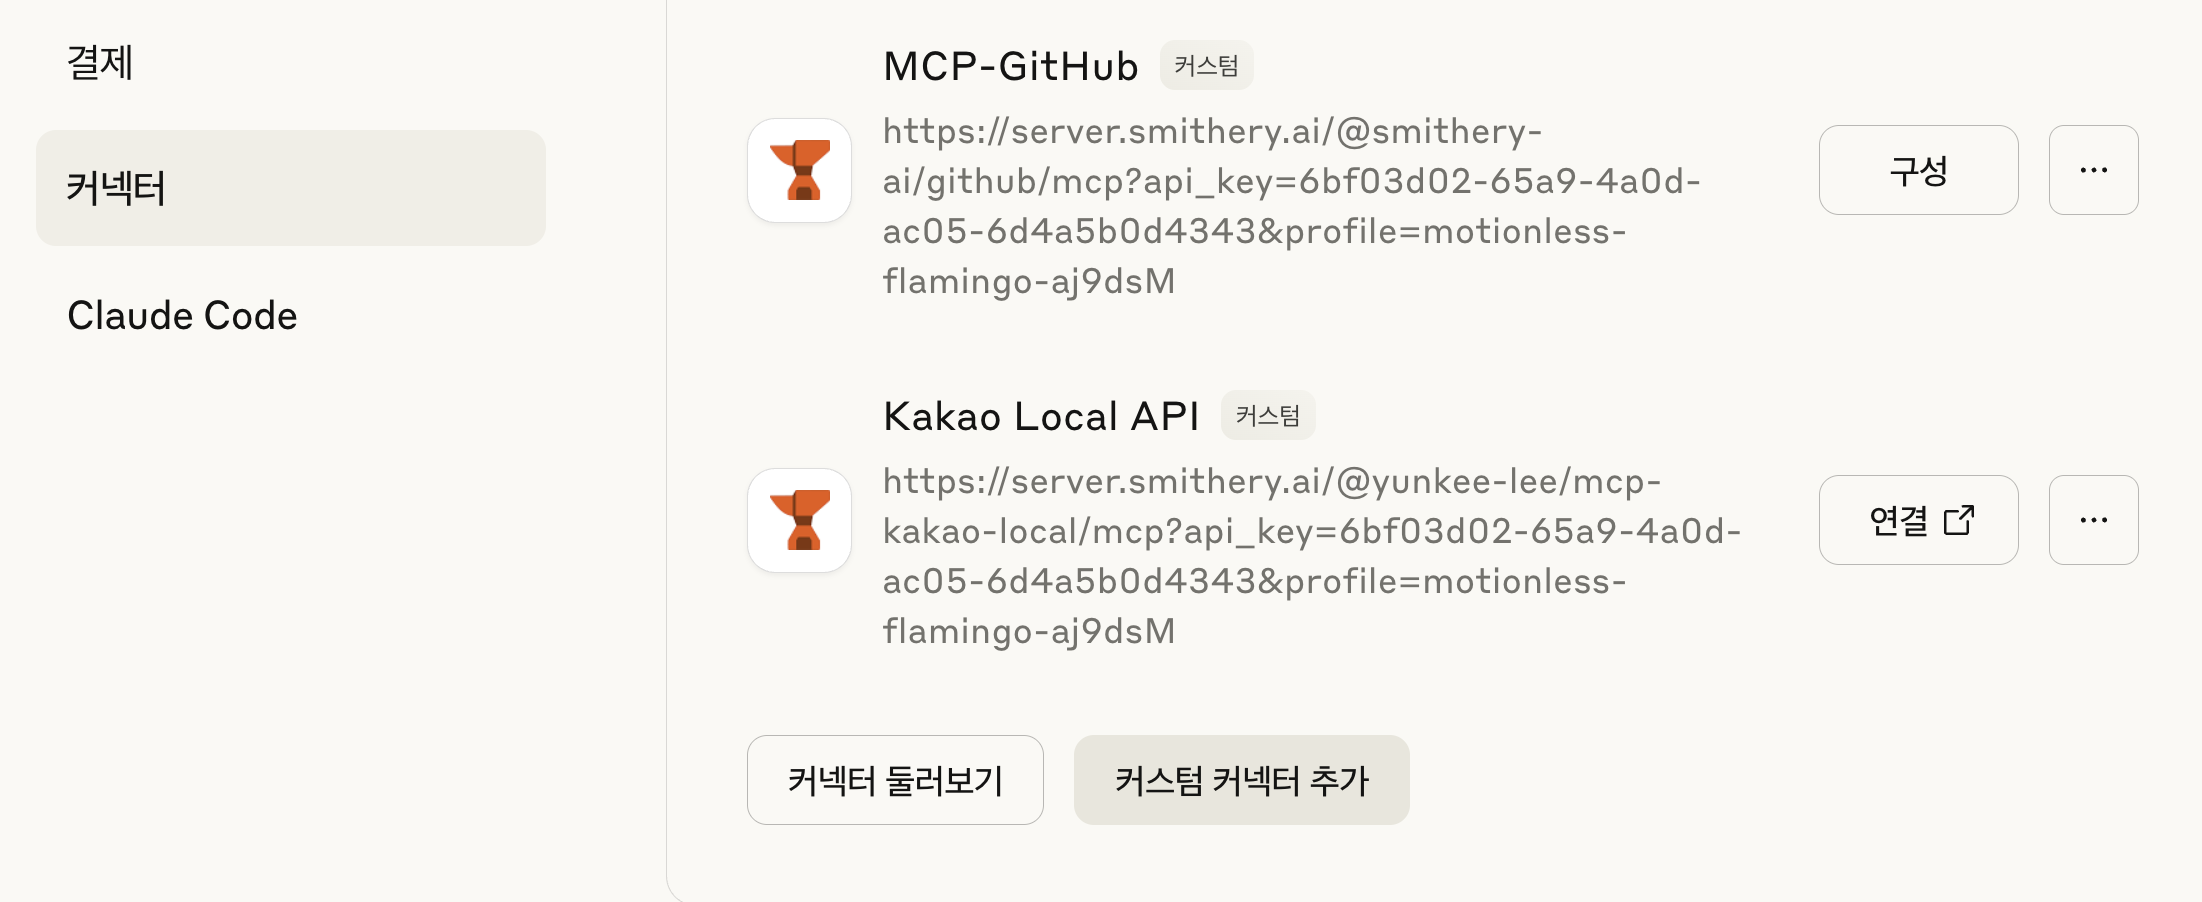 결제
커넥터
Claude Code
MCP-GitHub 커스텀
https://server.smithery.ai/@smithery-
ai/github/mcp?api_key=6bf03d02-65a9-4a0d-
ac05-6d4a5b0d4343&profile=motionless-
flamingo-aj9dsM
구성
...
Kakao Local API 커스텀
https://server.smithery.ai/@yunkee-lee/mcp-
kakao-local/mcp?api_key=6bf03d02-65a9-4a0d-
ac05-6d4a5b0d4343&profile=motionless-
flamingo-aj9dsM
연결
...
커넥터 둘러보기
커스텀 커넥터 추가